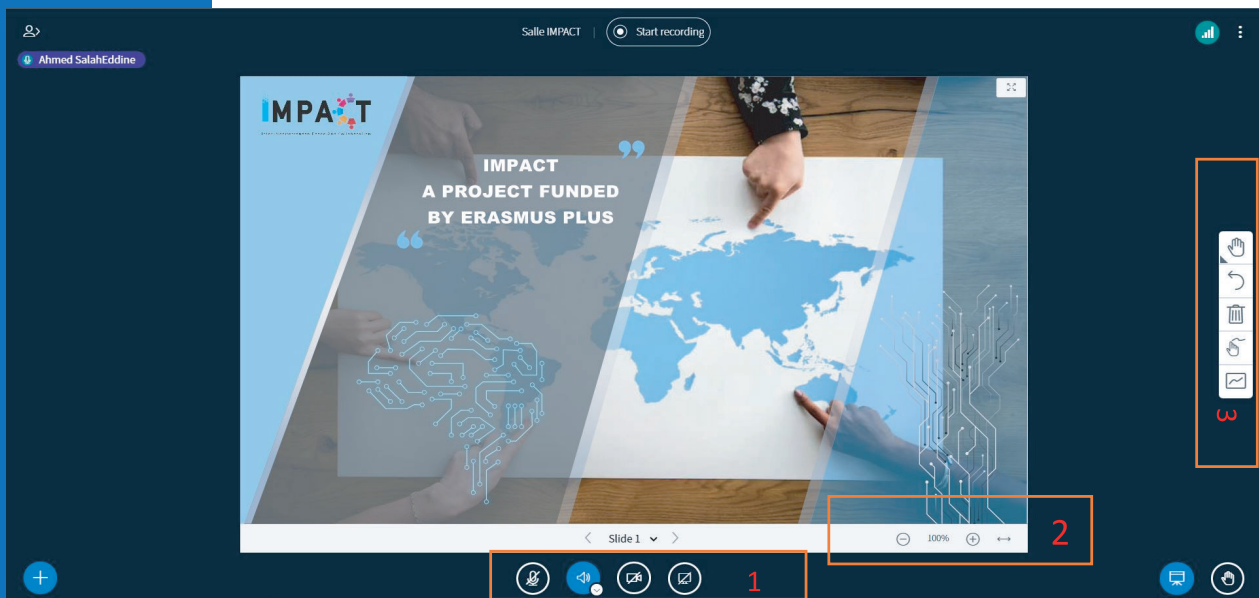 Salle IMPACT | Start recording
Ahmed SalahEddine
IMPACT
”
IMPACT
A PROJECT FUNDED
BY ERASMUS PLUS
“
3
Slide 1
100%
2
1